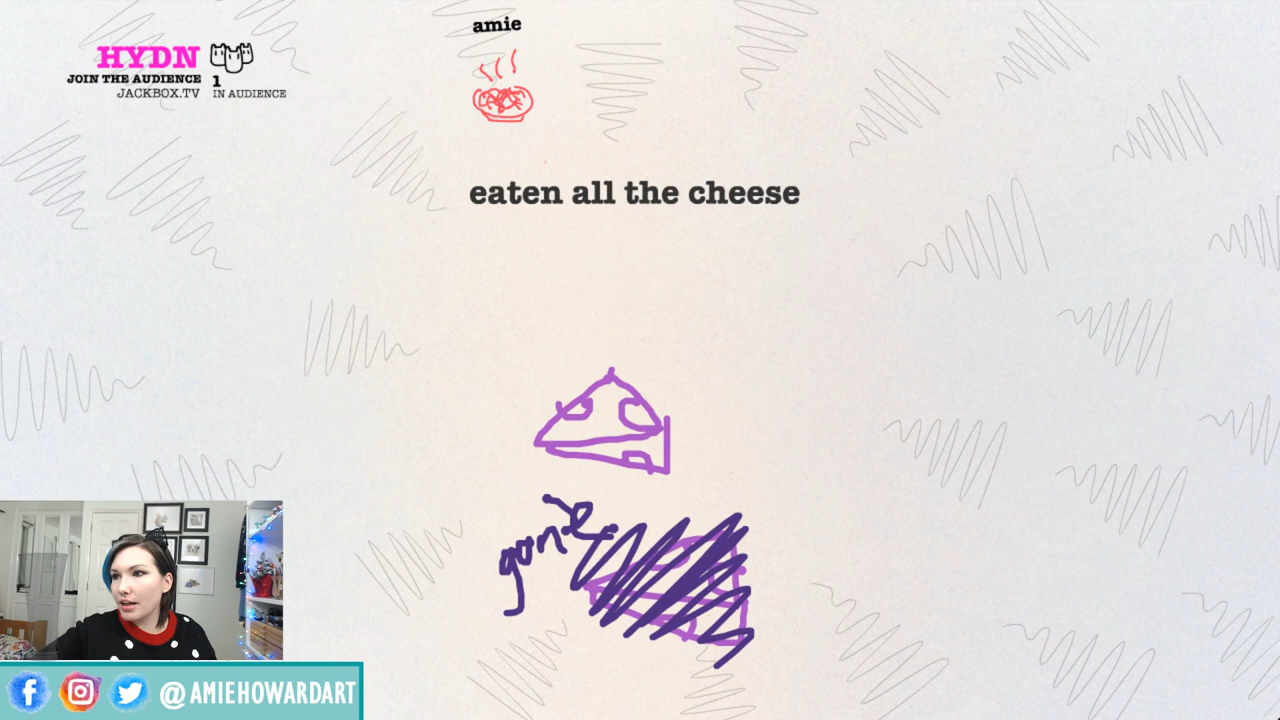 amie
HYDN
JOIN THE AUDIENCE
JACKBOX.TV
1
IN AUDIENCE
eaten all the cheese
gone
@AMIEHOWARDART